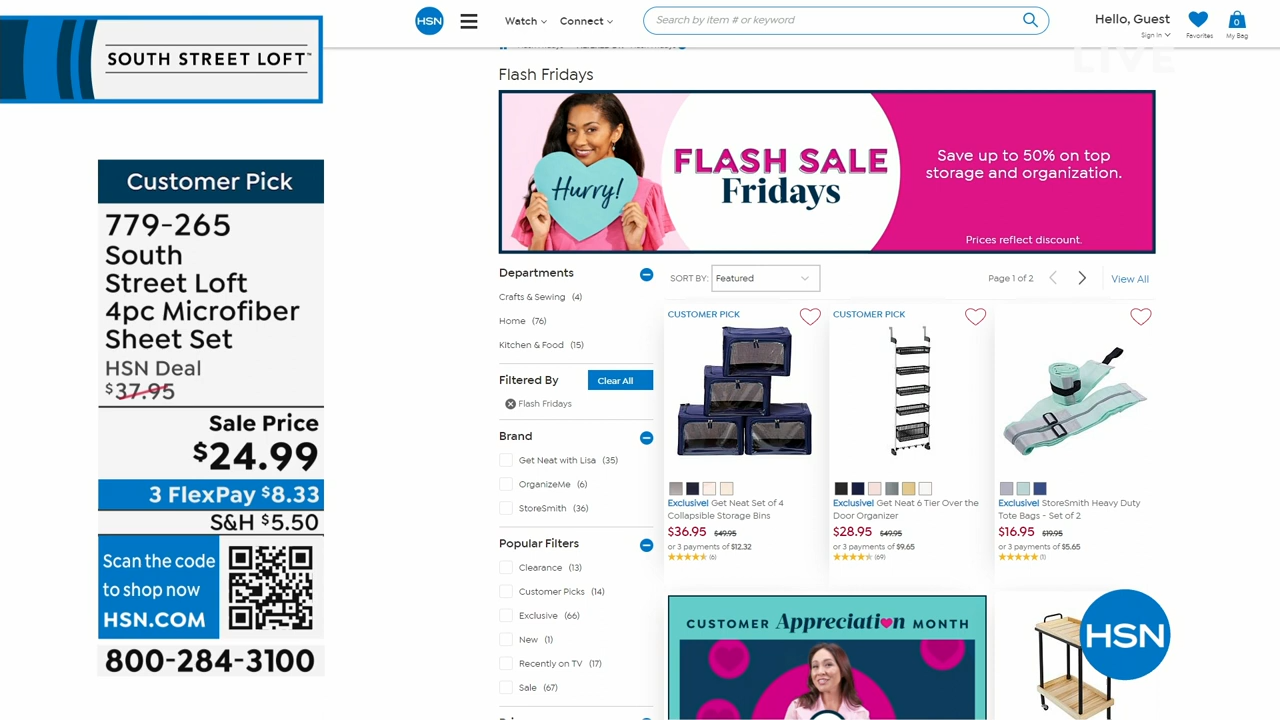 SOUTH STREET LOFT™
Customer Pick
779-265
South
Street Loft
4pc Microfiber
Sheet Set
HSN Deal
$37.95
Sale Price
$24.99
3 FlexPay $8.33
S&H $5.50
Scan the code
to shop now
HSN.COM
800-284-3100
HSN
Watch
Connect
Search by item # or keyword
Hello, Guest
Sign in
Favorites
0
My Bag
LIVE
Flash Fridays
Hurry!
FLASH SALE
Fridays
Save up to 50% on top
storage and organization.
Prices reflect discount.
Departments
Crafts & Sewing (4)
Home (76)
Kitchen & Food (15)
Filtered By
Clear All
Flash Fridays
Brand
Get Neat with Lisa (35)
OrganizeMe (6)
StoreSmith (36)
Popular Filters
Clearance (13)
Customer Picks (14)
Exclusive (66)
New (1)
Recently on TV (17)
Sale (67)
SORT BY: Featured
Page 1 of 2
View All
CUSTOMER PICK
Exclusive! Get Neat Set of 4
Collapsible Storage Bins
$36.95 $49.95
or 3 payments of $12.32
(6)
CUSTOMER PICK
Exclusive! Get Neat 6 Tier Over the
Door Organizer
$28.95 $49.95
or 3 payments of $9.65
(69)
Exclusive! StoreSmith Heavy Duty
Tote Bags - Set of 2
$16.95 $19.95
or 3 payments of $5.65
(1)
CUSTOMER Appreciation MONTH
HSN